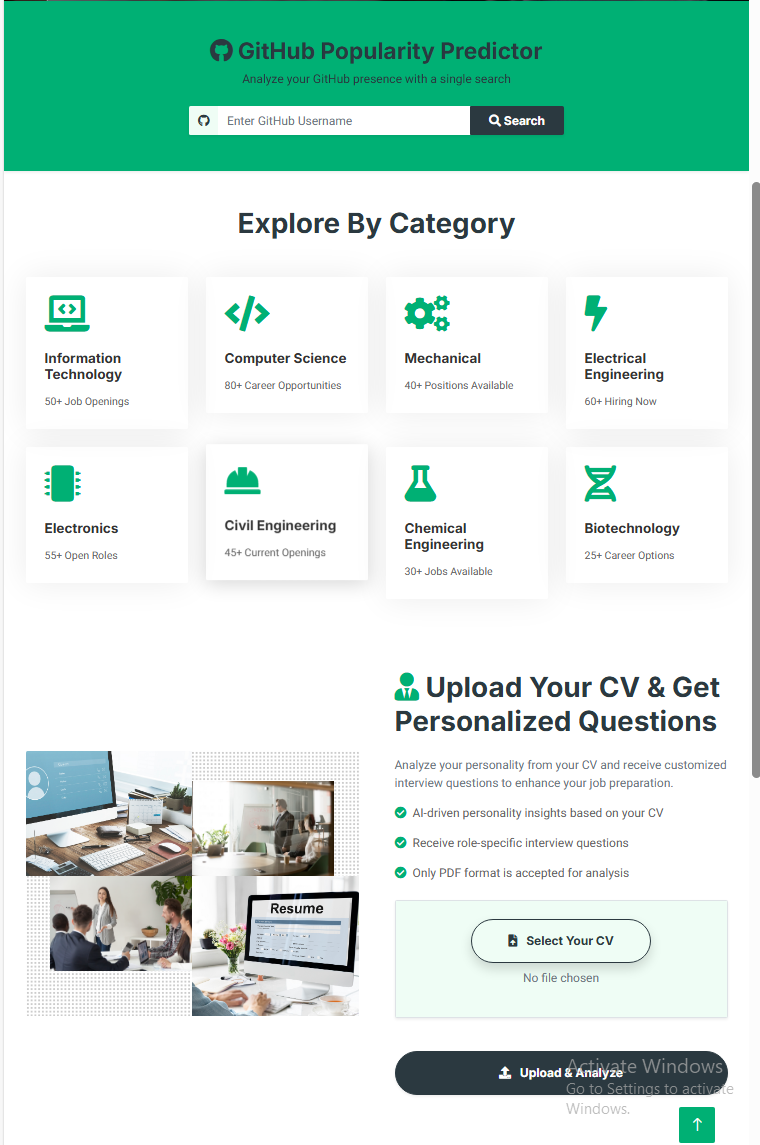 GitHub Popularity Predictor
Analyze your GitHub presence with a single search
Enter GitHub Username
Search
Explore By Category
Information
Technology
50+ Job Openings
Computer Science
80+ Career Opportunities
Mechanical
40+ Positions Available
Electrical
Engineering
60+ Hiring Now
Electronics
55+ Open Roles
Civil Engineering
45+ Current Openings
Chemical
Engineering
30+ Jobs Available
Biotechnology
25+ Career Options
Upload Your CV & Get
Personalized Questions
Analyze your personality from your CV and receive customized
interview questions to enhance your job preparation.
AI-driven personality insights based on your CV
Receive role-specific interview questions
Only PDF format is accepted for analysis
Resume
Select Your CV
No file chosen
Upload & Analyze
Activate Windows
Go to Settings to activate
Windows.